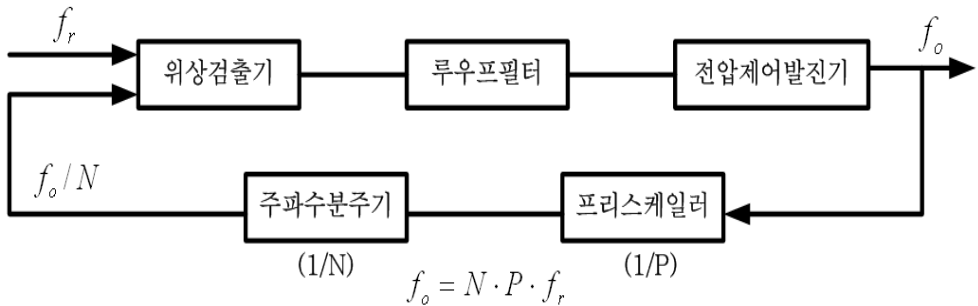 f_r
f_o
위상검출기
루우프필터
전압제어발진기
f_o / N
주파수분주기
프리스케일러
(1/N)
(1/P)
f_o = N · P · f_r